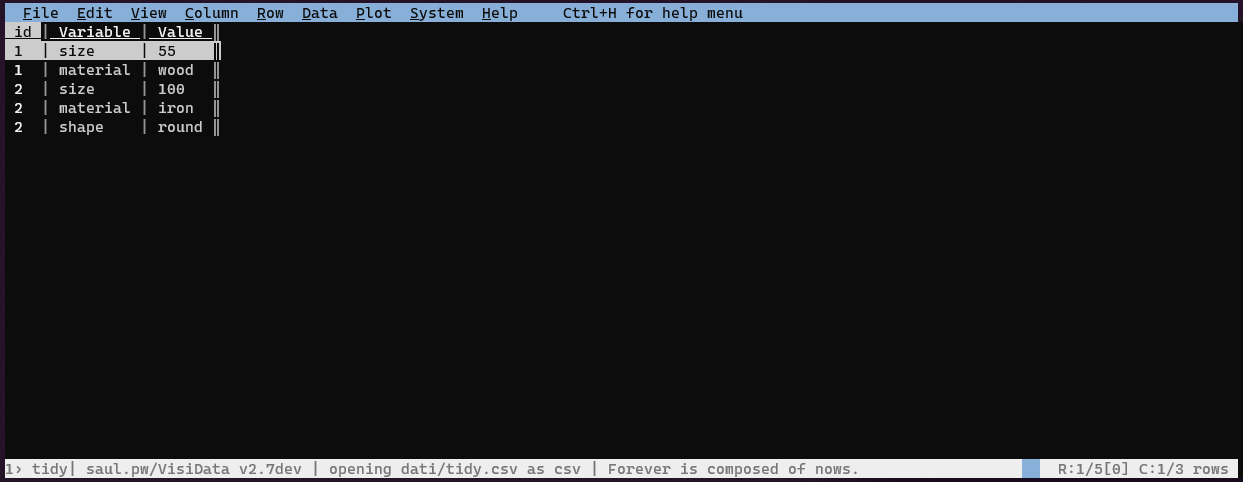 File Edit View Column Row Data Plot System Help Ctrl+H for help menu
id | Variable | Value ‖
1 | size | 55 ‖
1 | material | wood ‖
2 | size | 100 ‖
2 | material | iron ‖
2 | shape | round ‖
1› tidy| saul.pw/VisiData v2.7dev | opening dati/tidy.csv as csv | Forever is composed of nows. R:1/5[0] C:1/3 rows